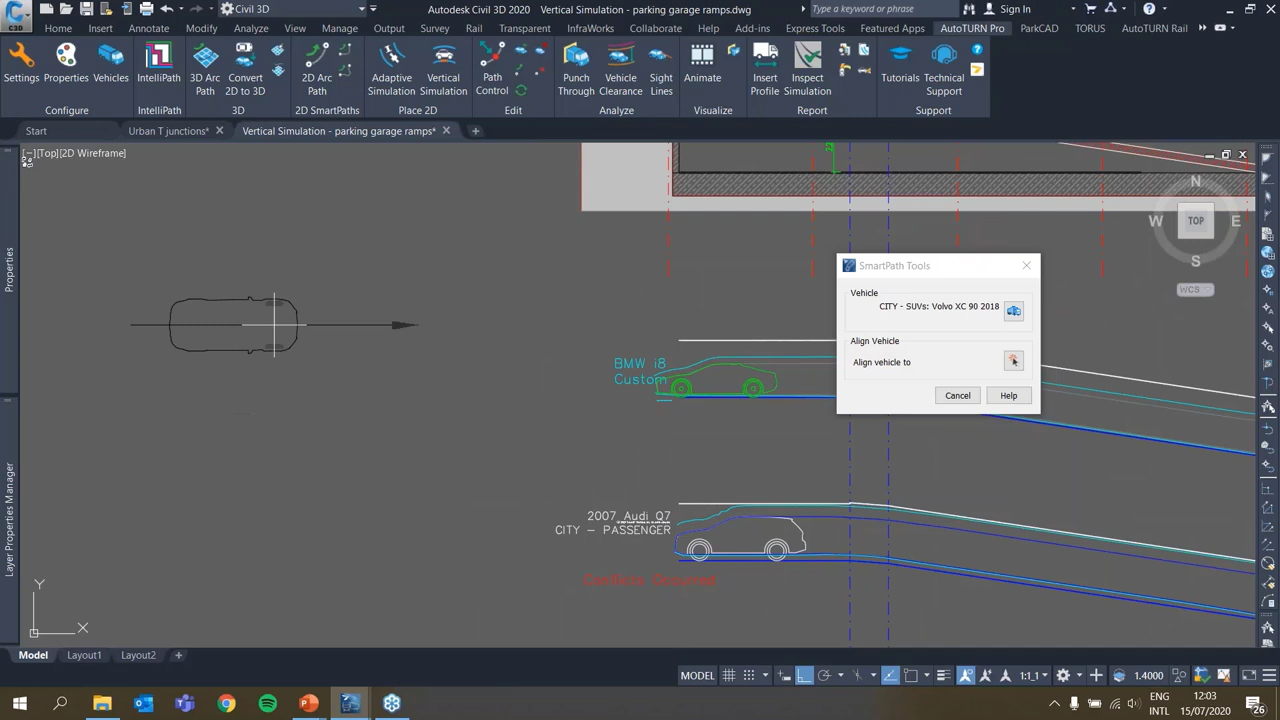 Civil 3D
Autodesk Civil 3D 2020 Vertical Simulation - parking garage ramps.dwg
Type a keyword or phrase
Sign In
C3D
Home Insert Annotate Modify Analyze View Manage Output Survey Rail Transparent InfraWorks Collaborate Help Add-ins Express Tools Featured Apps AutoTURN Pro ParkCAD TORUS AutoTURN Rail
Settings Properties Vehicles IntelliPath 3D Arc Path Convert 2D to 3D 2D Arc Path Adaptive Simulation Vertical Simulation Path Control Punch Through Vehicle Clearance Sight Lines Animate Insert Profile Inspect Simulation Tutorials Technical Support
Configure IntelliPath 3D 2D SmartPaths Place 2D Edit Analyze Visualize Report Support
Start Urban T junctions* Vertical Simulation - parking garage ramps*
[−][Top][2D Wireframe]
N
W TOP E
S
WCS
SmartPath Tools
Vehicle
CITY - SUVs: Volvo XC 90 2018
Align Vehicle
Align vehicle to
Cancel Help
Properties
BMW i8
Custom
Layer Properties Manager
2007 Audi Q7
CITY - PASSENGER
Y
X
Model Layout1 Layout2
MODEL 1:1 1.4000
ENG
INTL
12:03
15/07/2020
26